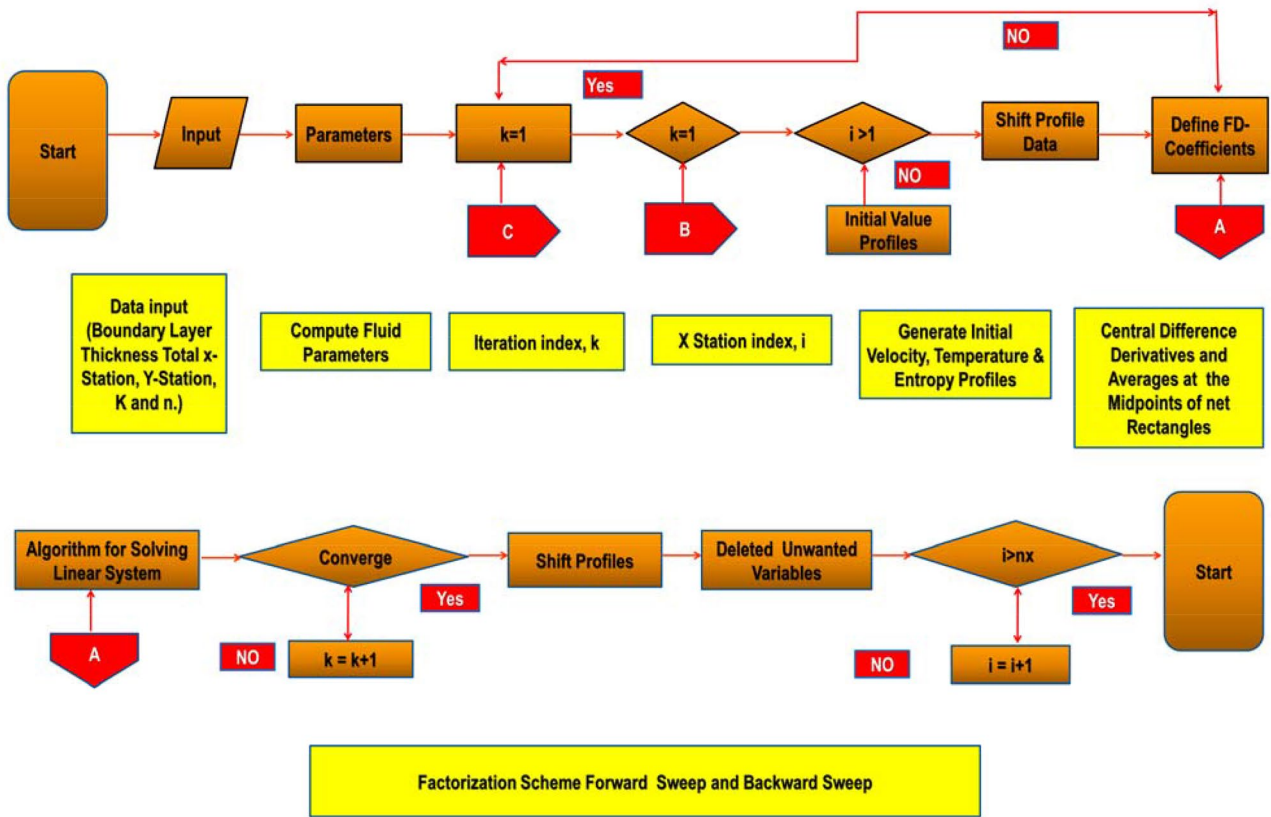 NO
Yes
Start
Input
Parameters
k=1
k=1
i >1
Shift Profile
Data
Define FD-
Coefficients
NO
C
B
Initial Value
Profiles
A
Data input
(Boundary Layer
Thickness Total x-
Station, Y-Station,
K and n.)
Compute Fluid
Parameters
Iteration index, k
X Station index, i
Generate Initial
Velocity, Temperature &
Entropy Profiles
Central Difference
Derivatives and
Averages at the
Midpoints of net
Rectangles
Algorithm for Solving
Linear System
Converge
Shift Profiles
Deleted Unwanted
Variables
i>nx
Start
Yes
Yes
A
NO
k = k+1
NO
i = i+1
Factorization Scheme Forward Sweep and Backward Sweep